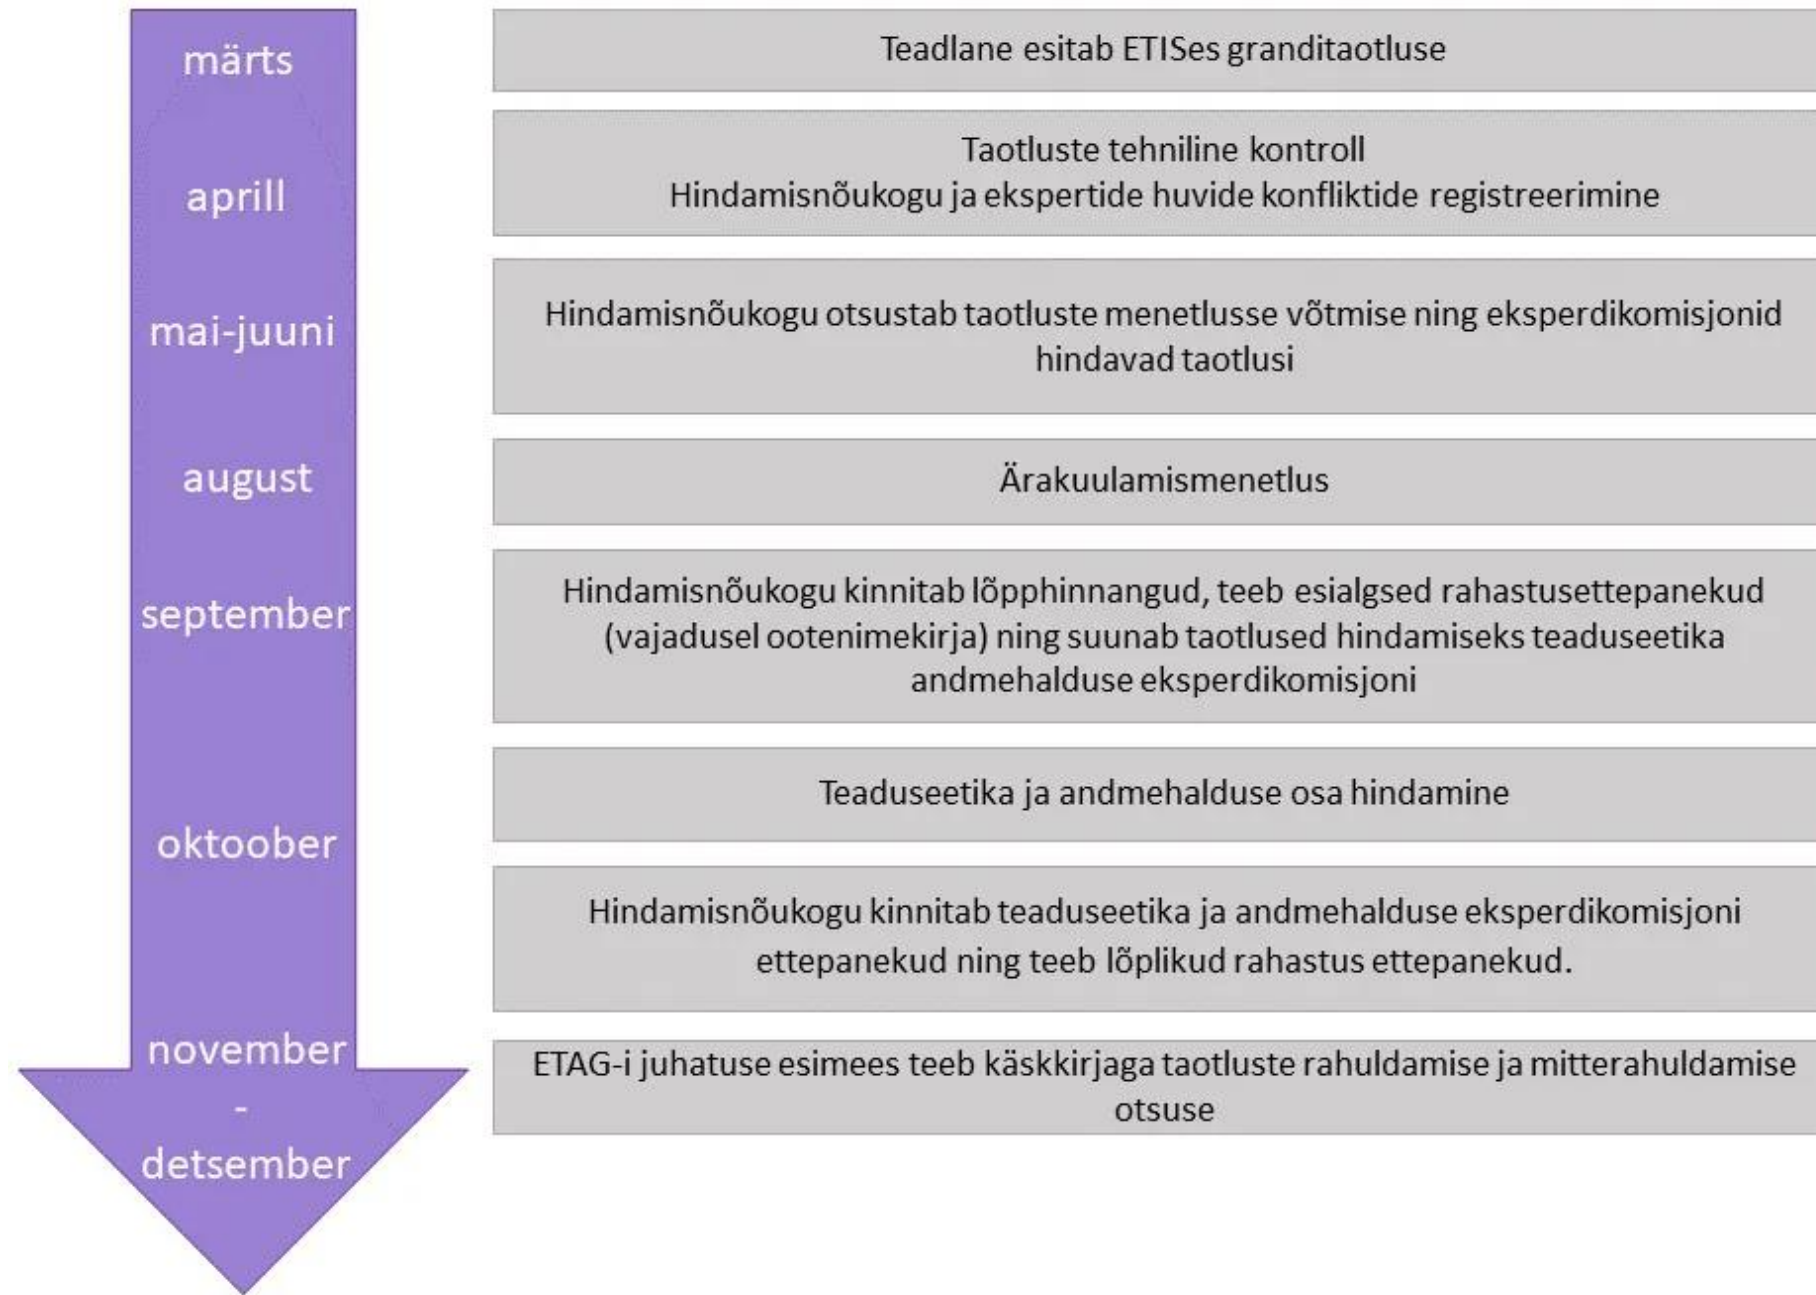 märts
Teadlane esitab ETISes granditaotluse
aprill
Taotluste tehniline kontroll
Hindamisnõukogu ja ekspertide huvide konfliktide registreerimine
mai-juuni
Hindamisnõukogu otsustab taotluste menetlusse võtmise ning eksperdikomisjonid
hindavad taotlusi
august
Ärakuulamismenetlus
september
Hindamisnõukogu kinnitab lõpphinnangud, teeb esialgsed rahastusettepanekud
(vajadusel ootenimekirja) ning suunab taotlused hindamiseks teaduseetika
andmehalduse eksperdikomisjoni
oktoober
Teaduseetika ja andmehalduse osa hindamine
Hindamisnõukogu kinnitab teaduseetika ja andmehalduse eksperdikomisjoni
ettepanekud ning teeb lõplikud rahastus ettepanekud.
november
-
detsember
ETAG-i juhatuse esimees teeb käskkirjaga taotluste rahuldamise ja mitterahuldamise
otsuse